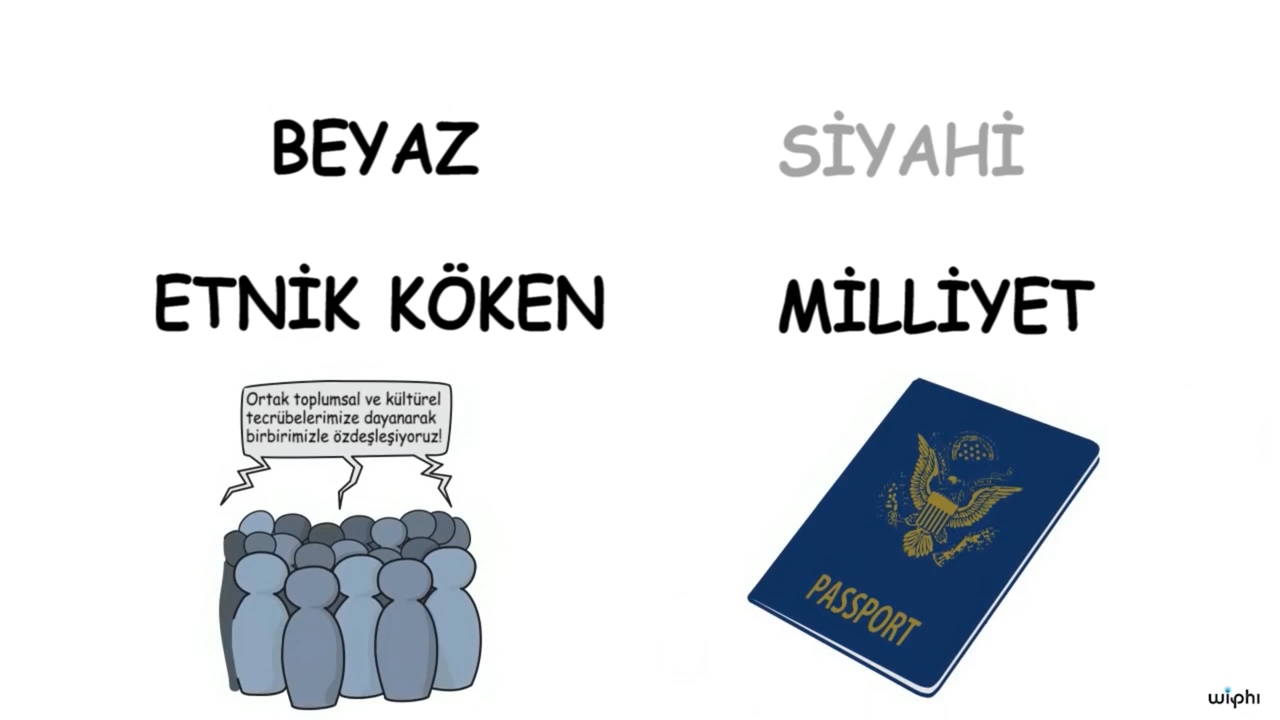 BEYAZ
SİYAHİ
ETNİK KÖKEN
MİLLİYET
Ortak toplumsal ve kültürel
tecrübelerimize dayanarak
birbirimizle özdeşleşiyoruz!
PASSPORT
wiphi